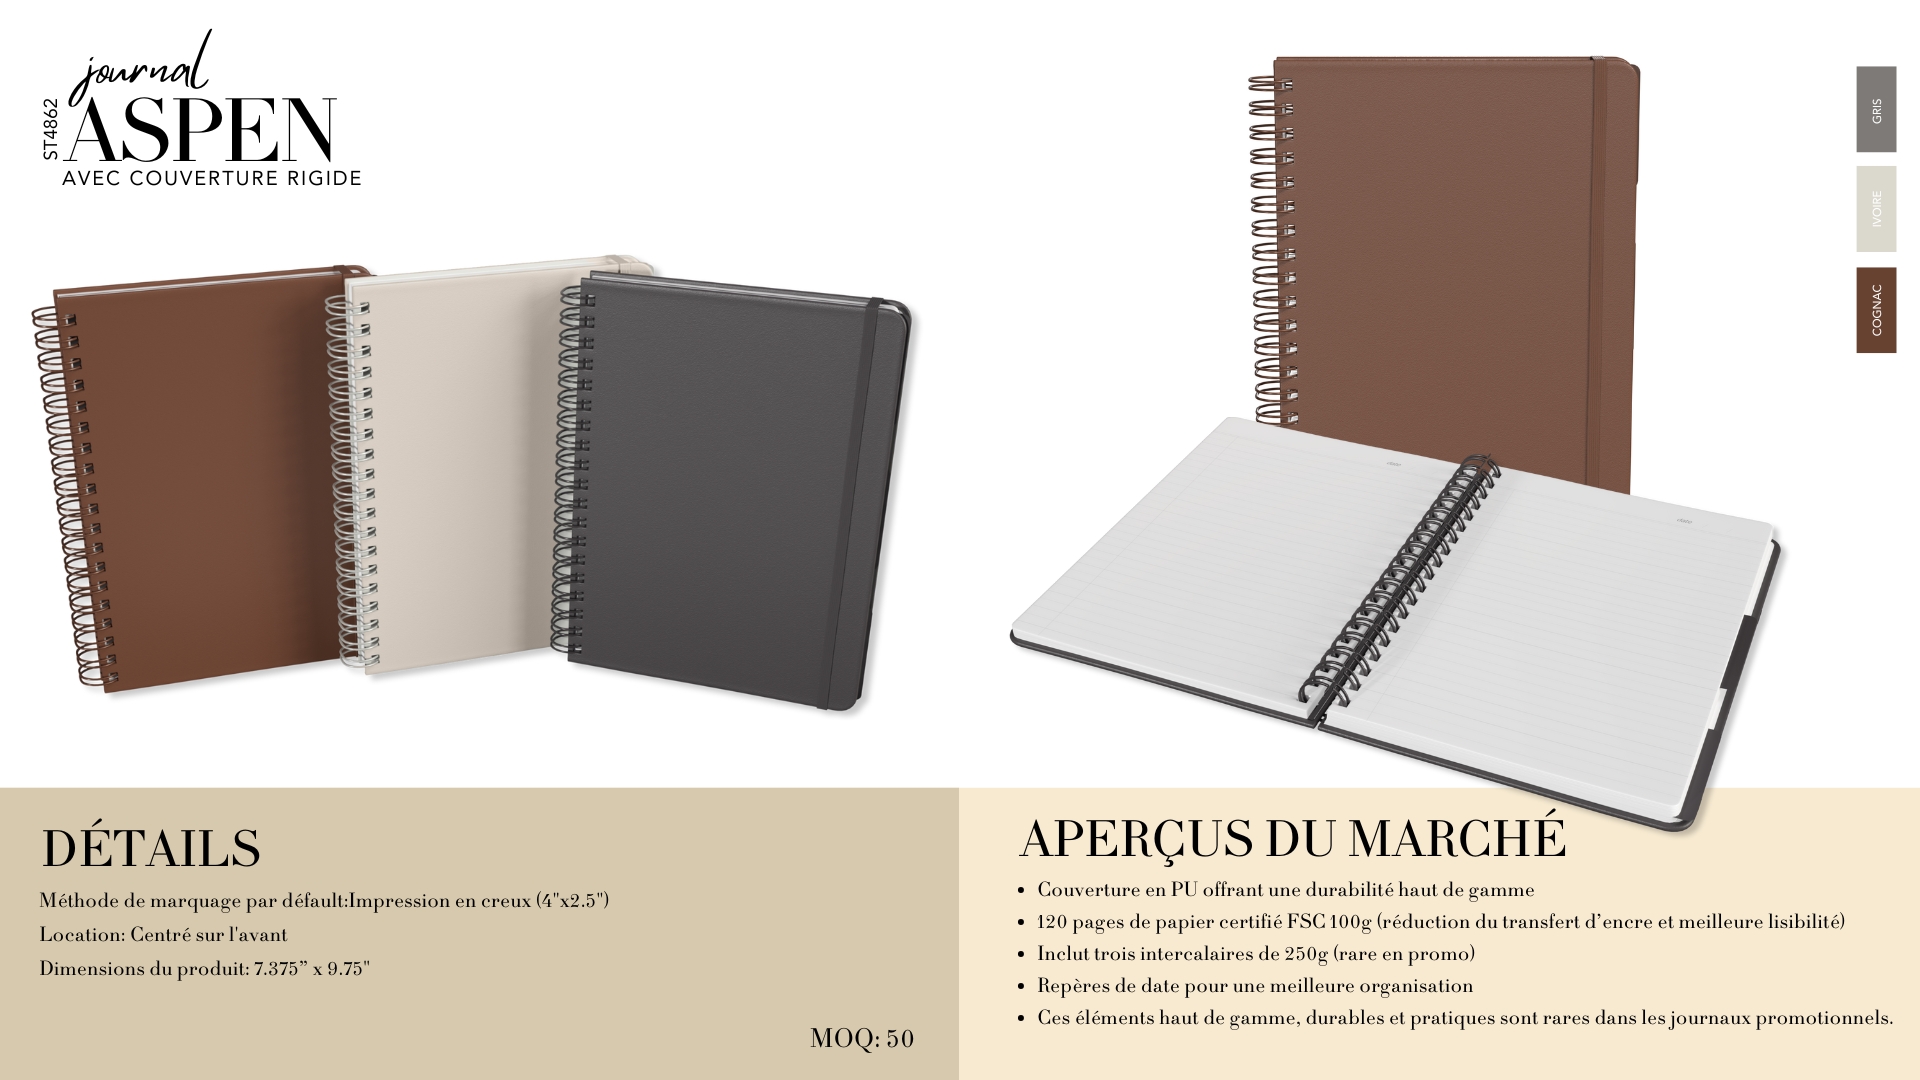 journal
ST4862
ASPEN
AVEC COUVERTURE RIGIDE
GRIS
IVOIRE
COGNAC
DÉTAILS
Méthode de marquage par défault:Impression en creux (4"x2.5")
Location: Centré sur l'avant
Dimensions du produit: 7.375” x 9.75"
MOQ: 50
APERÇUS DU MARCHÉ
• Couverture en PU offrant une durabilité haut de gamme
• 120 pages de papier certifié FSC 100g (réduction du transfert d’encre et meilleure lisibilité)
• Inclut trois intercalaires de 250g (rare en promo)
• Repères de date pour une meilleure organisation
• Ces éléments haut de gamme, durables et pratiques sont rares dans les journaux promotionnels.